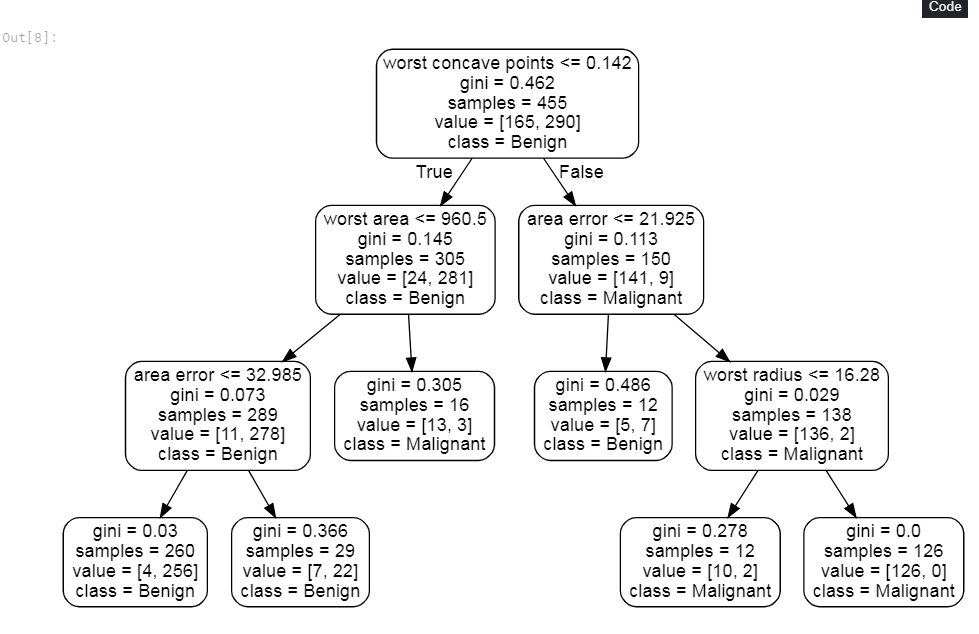 Code
Out[8]:
worst concave points <= 0.142
gini = 0.462
samples = 455
value = [165, 290]
class = Benign
True
False
worst area <= 960.5
gini = 0.145
samples = 305
value = [24, 281]
class = Benign
area error <= 21.925
gini = 0.113
samples = 150
value = [141, 9]
class = Malignant
area error <= 32.985
gini = 0.073
samples = 289
value = [11, 278]
class = Benign
gini = 0.305
samples = 16
value = [13, 3]
class = Malignant
gini = 0.486
samples = 12
value = [5, 7]
class = Benign
worst radius <= 16.28
gini = 0.029
samples = 138
value = [136, 2]
class = Malignant
gini = 0.03
samples = 260
value = [4, 256]
class = Benign
gini = 0.366
samples = 29
value = [7, 22]
class = Benign
gini = 0.278
samples = 12
value = [10, 2]
class = Malignant
gini = 0.0
samples = 126
value = [126, 0]
class = Malignant